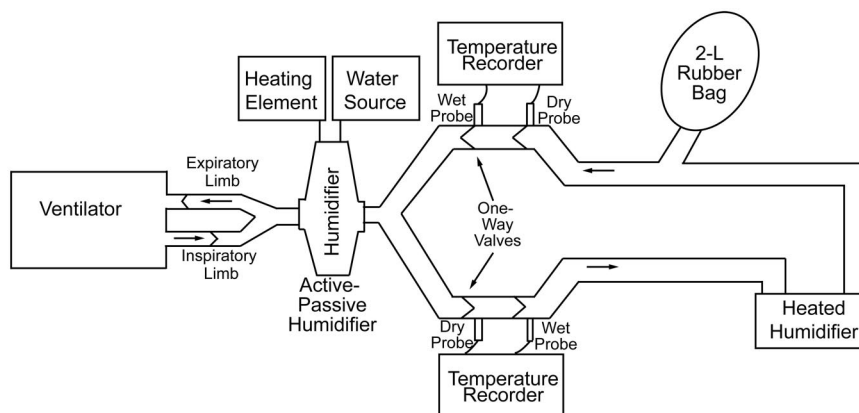 Temperature
Recorder
2-L
Rubber
Bag
Heating
Element
Water
Source
Wet
Probe
Dry
Probe
Expiratory
Limb
Ventilator
Humidifier
One-
Way
Valves
Inspiratory
Limb
Active-
Passive
Humidifier
Heated
Humidifier
Dry
Probe
Wet
Probe
Temperature
Recorder